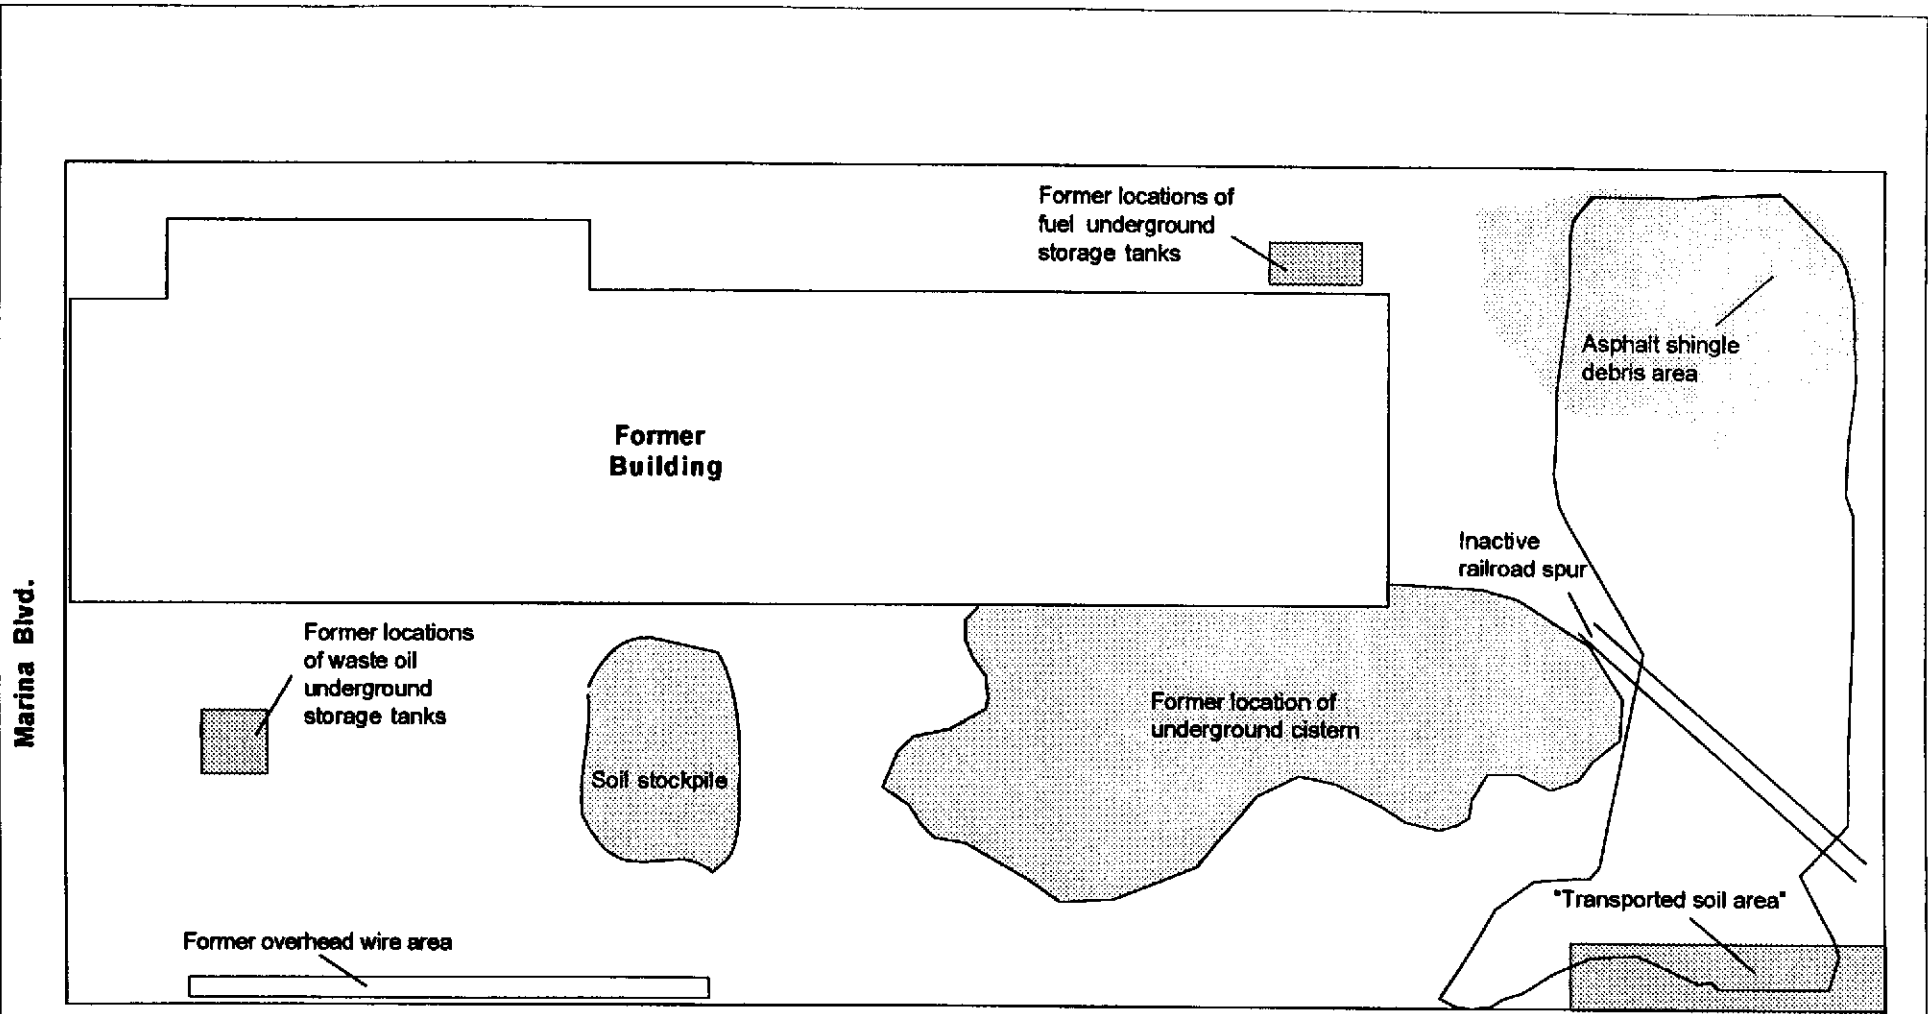 Former locations of
fuel underground
storage tanks
Asphalt shingle
debris area
Former
Building
Inactive
railroad spur
Marina Blvd.
Former locations
of waste oil
underground
storage tanks
Soil stockpile
Former location of
underground cistern
"Transported soil area"
Former overhead wire area